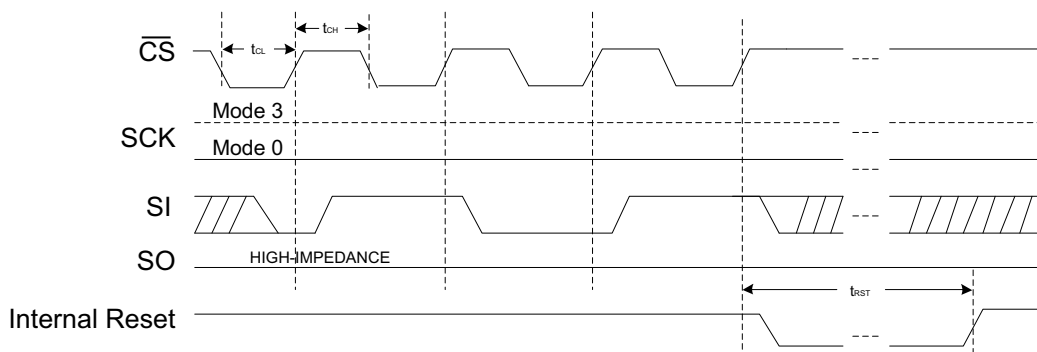 tCH
CS tCL
Mode 3
SCK
Mode 0
SI
HIGH-IMPEDANCE
SO
tRST
Internal Reset